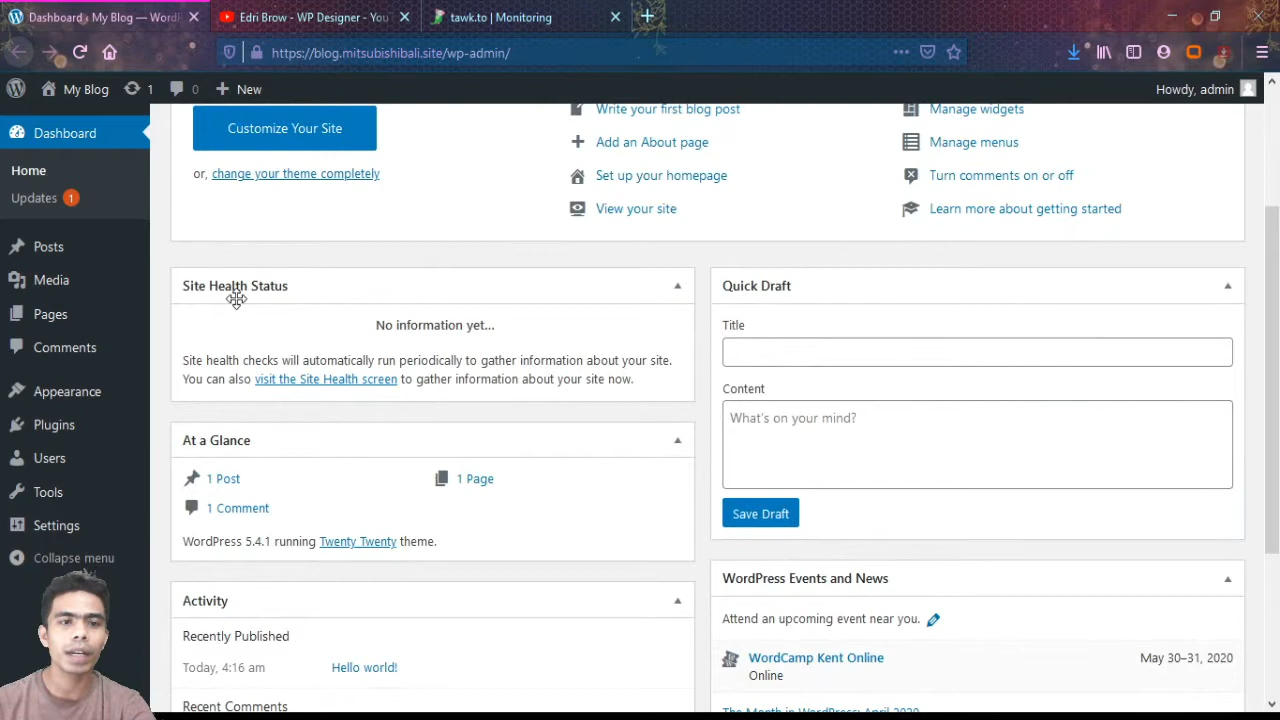 Dashboard ‹ My Blog — WordP
Edri Brow - WP Designer - You
tawk.to | Monitoring
https://blog.mitsubishibali.site/wp-admin/
My Blog
1
0
New
Howdy, admin
Dashboard
Home
Updates 1
Posts
Media
Pages
Comments
Appearance
Plugins
Users
Tools
Settings
Collapse menu
Customize Your Site
or, change your theme completely
Write your first blog post
Add an About page
Set up your homepage
View your site
Manage widgets
Manage menus
Turn comments on or off
Learn more about getting started
Site Health Status
No information yet...
Site health checks will automatically run periodically to gather information about your site.
You can also visit the Site Health screen to gather information about your site now.
At a Glance
1 Post
1 Page
1 Comment
WordPress 5.4.1 running Twenty Twenty theme.
Activity
Recently Published
Today, 4:16 am
Hello world!
Recent Comments
Quick Draft
Title
Content
What's on your mind?
Save Draft
WordPress Events and News
Attend an upcoming event near you.
WordCamp Kent Online
May 30–31, 2020
Online
The Month in WordPress: April 2020